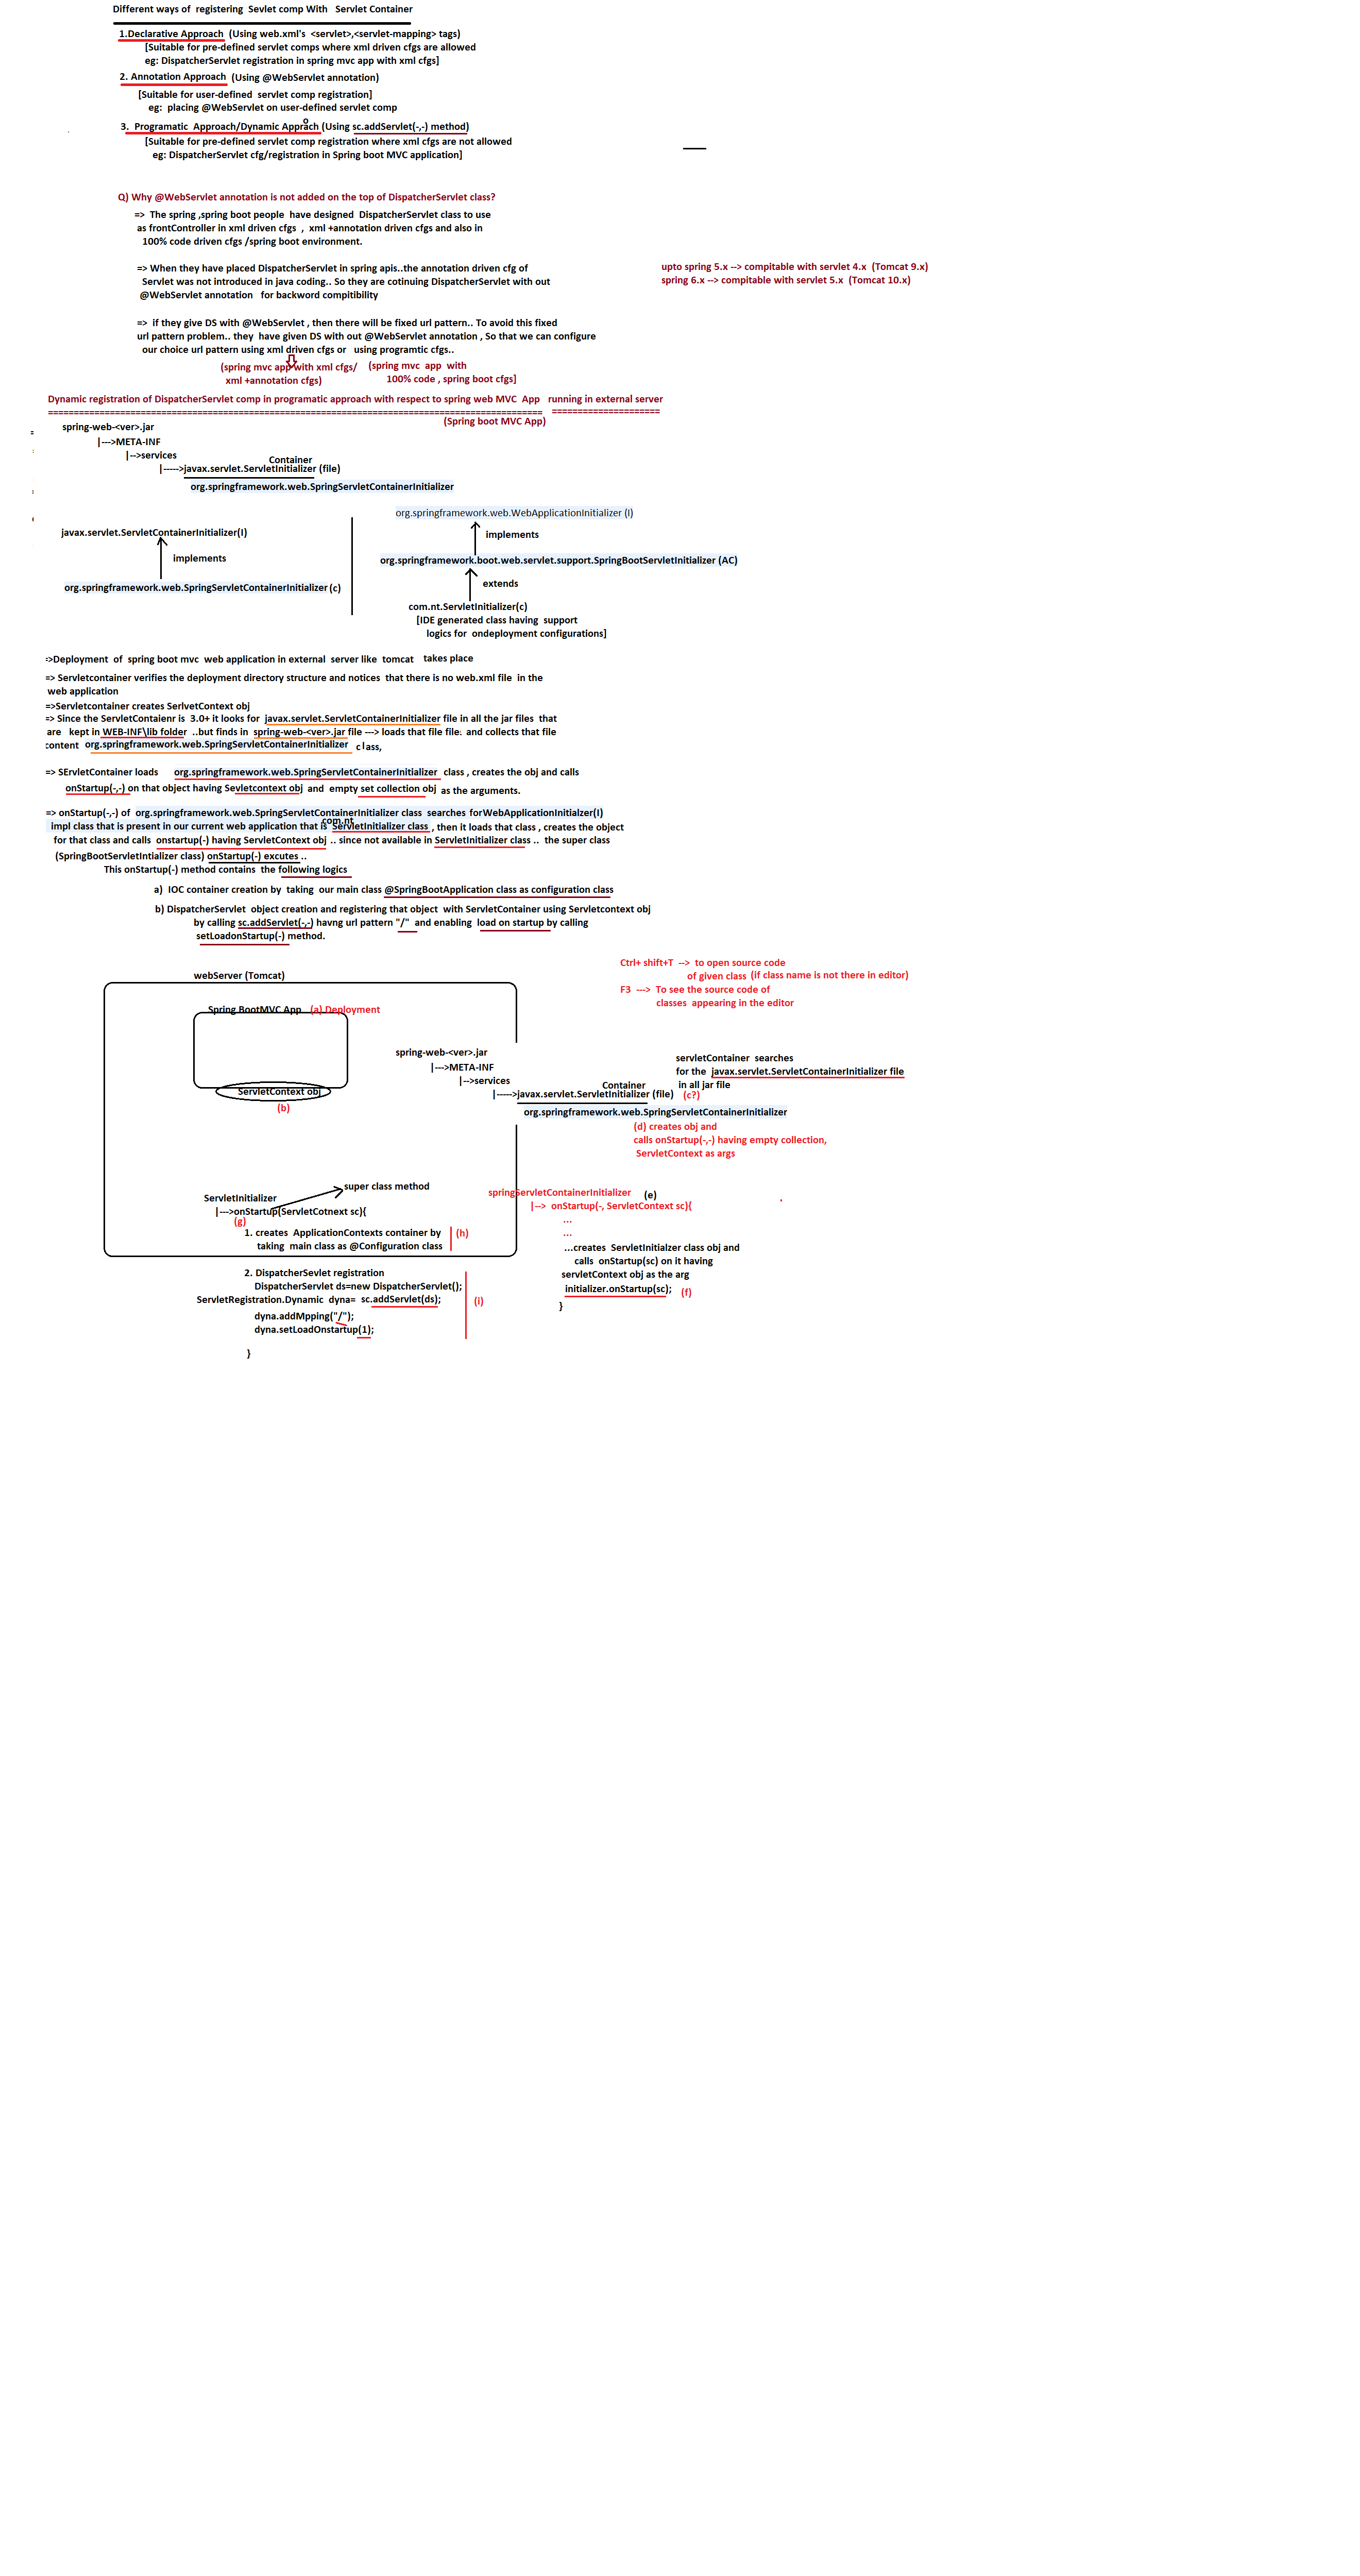 Different ways of registering Sevlet comp With Servlet Container
1.Declarative Approach (Using web.xml's <servlet>,<servlet-mapping> tags)
[Suitable for pre-defined servlet comps where xml driven cfgs are allowed
eg: DispatcherServlet registration in spring mvc app with xml cfgs]
2. Annotation Approach (Using @WebServlet annotation)
[Suitable for user-defined servlet comp registration]
eg: placing @WebServlet on user-defined servlet comp
o
3. Programatic Approach/Dynamic Apprach (Using sc.addServlet(-,-) method)
[Suitable for pre-defined servlet comp registration where xml cfgs are not allowed
eg: DispatcherServlet cfg/registration in Spring boot MVC application]
Q) Why @WebServlet annotation is not added on the top of DispatcherServlet class?
=> The spring ,spring boot people have designed DispatcherServlet class to use
as frontController in xml driven cfgs , xml +annotation driven cfgs and also in
100% code driven cfgs /spring boot environment.
=> When they have placed DispatcherServlet in spring apis..the annotation driven cfg of
Servlet was not introduced in java coding.. So they are cotinuing DispatcherServlet with out
@WebServlet annotation for backword compitibility
upto spring 5.x --> compitable with servlet 4.x (Tomcat 9.x)
spring 6.x --> compitable with servlet 5.x (Tomcat 10.x)
=> if they give DS with @WebServlet , then there will be fixed url pattern.. To avoid this fixed
url pattern problem.. they have given DS with out @WebServlet annotation , So that we can configure
our choice url pattern using xml driven cfgs or using programtic cfgs..
(spring mvc app with xml cfgs/
xml +annotation cfgs)
(spring mvc app with
100% code , spring boot cfgs]
Dynamic registration of DispatcherServlet comp in programatic approach with respect to spring web MVC App running in external server
(Spring boot MVC App)
spring-web-<ver>.jar
|--->META-INF
|-->services
Container
|----->javax.servlet.ServletInitializer (file)
org.springframework.web.SpringServletContainerInitializer
javax.servlet.ServletContainerInitializer(I)
implements
org.springframework.web.SpringServletContainerInitializer (c)
org.springframework.web.WebApplicationInitializer (I)
implements
org.springframework.boot.web.servlet.support.SpringBootServletInitializer (AC)
extends
com.nt.ServletInitializer(c)
[IDE generated class having support
logics for ondeployment configurations]
=>Deployment of spring boot mvc web application in external server like tomcat takes place
=> Servletcontainer verifies the deployment directory structure and notices that there is no web.xml file in the
web application
=>Servletcontainer creates SerlvetContext obj
=> Since the ServletContaienr is 3.0+ it looks for javax.servlet.ServletContainerInitializer file in all the jar files that
are kept in WEB-INF\lib folder ..but finds in spring-web-<ver>.jar file ---> loads that file file. and collects that file
content org.springframework.web.SpringServletContainerInitializer class,
=> SErvletContainer loads org.springframework.web.SpringServletContainerInitializer class , creates the obj and calls
onStartup(-,-) on that object having Sevletcontext obj and empty set collection obj as the arguments.
=> onStartup(-,-) of org.springframework.web.SpringServletContainerInitializer class searches forWebApplicationInitialzer(I)
com.nt
impl class that is present in our current web application that is ServletInitializer class , then it loads that class , creates the object
for that class and calls onstartup(-) having ServletContext obj .. since not available in ServletInitializer class .. the super class
(SpringBootServletIntializer class) onStartup(-) excutes ..
This onStartup(-) method contains the following logics
a) IOC container creation by taking our main class @SpringBootApplication class as configuration class
b) DispatcherServlet object creation and registering that object with ServletContainer using Servletcontext obj
by calling sc.addServlet(-,-) havng url pattern "/" and enabling load on startup by calling
setLoadonStartup(-) method.
Ctrl+ shift+T --> to open source code
of given class (if class name is not there in editor)
F3 ---> To see the source code of
classes appearing in the editor
webServer (Tomcat)
Spring BootMVC App (a) Deployment
ServletContext obj
(b)
spring-web-<ver>.jar
|--->META-INF
|-->services
Container
|----->javax.servlet.ServletInitializer (file) (c?)
org.springframework.web.SpringServletContainerInitializer
servletContainer searches
for the javax.servlet.ServletContainerInitializer file
in all jar file
(d) creates obj and
calls onStartup(-,-) having empty collection,
ServletContext as args
super class method
ServletInitializer
|--->onStartup(ServletCotnext sc){
(g)
1. creates ApplicationContexts container by
taking main class as @Configuration class
(h)
2. DispatcherSevlet registration
DispatcherServlet ds=new DispatcherServlet();
ServletRegistration.Dynamic dyna= sc.addServlet(ds);
(i)
dyna.addMpping("/");
dyna.setLoadOnstartup(1);
}
springServletContainerInitializer (e)
|--> onStartup(-, ServletContext sc){
...
...
...creates ServletInitialzer class obj and
calls onStartup(sc) on it having
servletContext obj as the arg
initializer.onStartup(sc); (f)
}